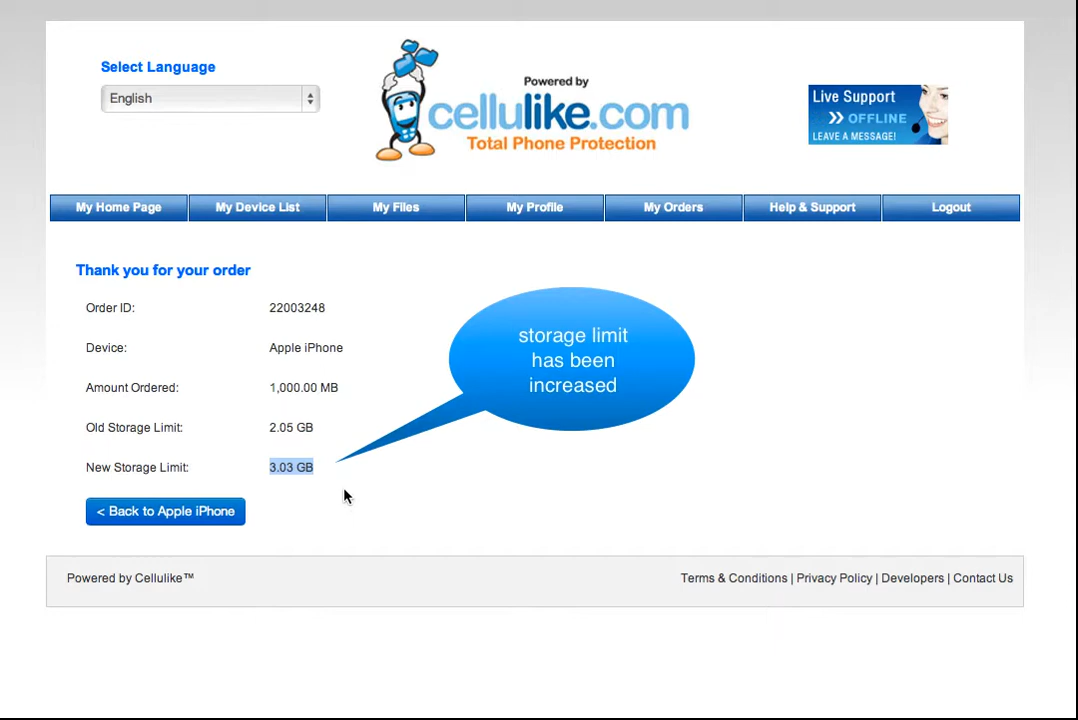 Select Language
English
Powered by
cellulike.com
Total Phone Protection
Live Support
>> OFFLINE
LEAVE A MESSAGE!
My Home Page
My Device List
My Files
My Profile
My Orders
Help & Support
Logout
Thank you for your order
Order ID: 22003248
Device: Apple iPhone
Amount Ordered: 1,000.00 MB
Old Storage Limit: 2.05 GB
New Storage Limit: 3.03 GB
storage limit
has been
increased
< Back to Apple iPhone
Powered by Cellulike™
Terms & Conditions | Privacy Policy | Developers | Contact Us